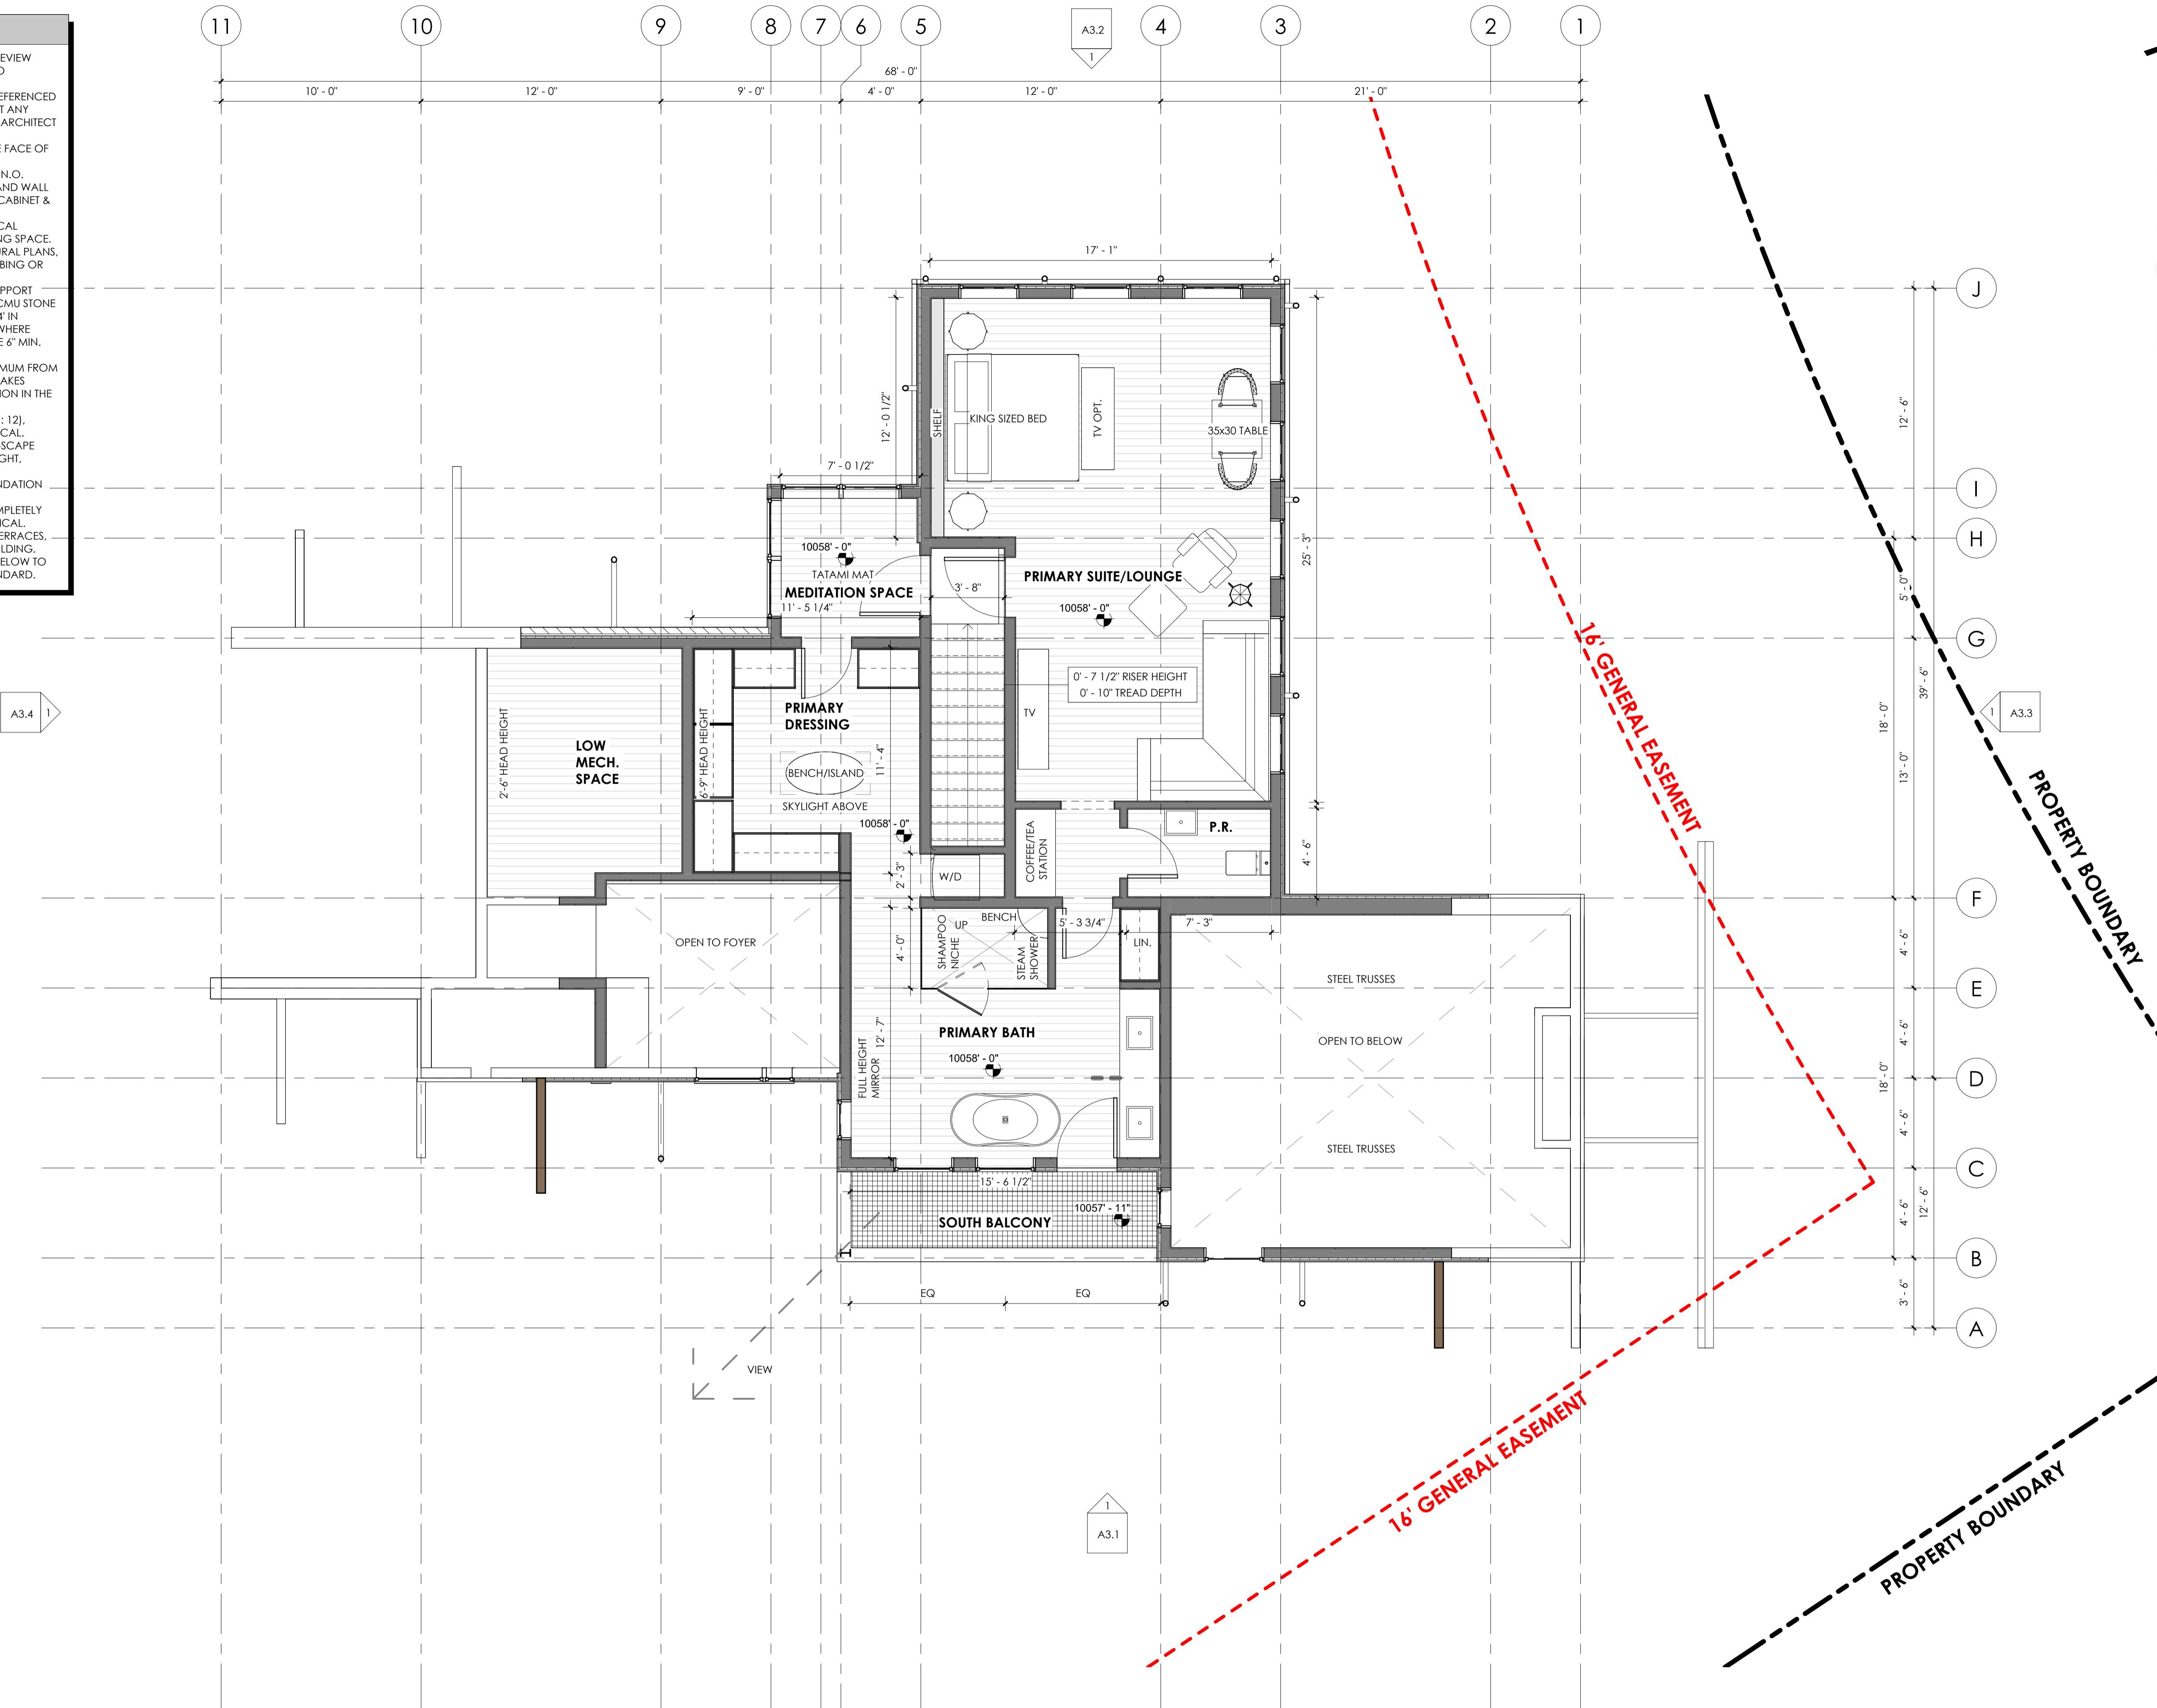 11
10
9
8
7
6
5
A3.2
1
4
3
2
1
68' - 0"
10' - 0"
12' - 0"
9' - 0"
4' - 0"
12' - 0"
21' - 0"
EVIEW
EFERENCED
T ANY
ARCHITECT
FACE OF
N.O.
AND WALL
CABINET &
CAL
NG SPACE.
URAL PLANS,
BING OR
PPORT
CMU STONE
4' IN
WHERE
E 6" MIN.
MUM FROM
AKES
ION IN THE
: 12),
CAL.
SCAPE
GHT,
NDATION
MPLETELY
ICAL.
ERRACES,
LDING.
ELOW TO
NDARD.
17' - 1"
J
I
H
G
F
E
D
C
B
A
12' - 6"
5' - 0"
39' - 6"
18' - 0"
13' - 0"
4' - 6"
4' - 6"
18' - 0"
4' - 6"
4' - 6"
12' - 6"
3' - 6"
12' - 0 1/2"
SHELF
KING SIZED BED
TV OPT.
35x30 TABLE
7' - 0 1/2"
10058' - 0"
TATAMI MAT
MEDITATION SPACE
11' - 5 1/4"
3' - 8"
PRIMARY SUITE/LOUNGE
10058' - 0"
25' - 3"
0' - 7 1/2" RISER HEIGHT
0' - 10" TREAD DEPTH
TV
A3.4
1
1
A3.3
2'-6" HEAD HEIGHT
LOW
MECH.
SPACE
6'-9" HEAD HEIGHT
PRIMARY
DRESSING
BENCH/ISLAND
11' - 4"
SKYLIGHT ABOVE
10058' - 0"
2' - 3"
W/D
COFFEE/TEA
STATION
P.R.
4' - 6"
OPEN TO FOYER
4' - 0"
SHAMPOO
NICHE
UP
BENCH
STEAM
SHOWER
5' - 3 3/4"
LIN.
7' - 3"
STEEL TRUSSES
OPEN TO BELOW
STEEL TRUSSES
PRIMARY BATH
10058' - 0"
12' - 7"
FULL HEIGHT
MIRROR
15' - 6 1/2"
10057' - 11"
SOUTH BALCONY
1
EQ
EQ
VIEW
1
A3.1
16' GENERAL EASEMENT
PROPERTY BOUNDARY
16' GENERAL EASEMENT
PROPERTY BOUNDARY